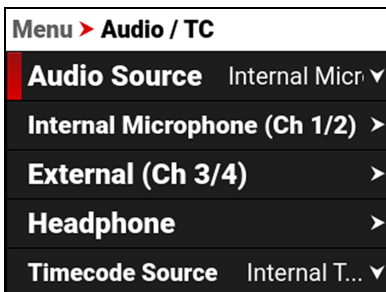 Menu > Audio / TC
Audio Source Internal Micr
Internal Microphone (Ch 1/2) >
External (Ch 3/4) >
Headphone >
Timecode Source Internal T...